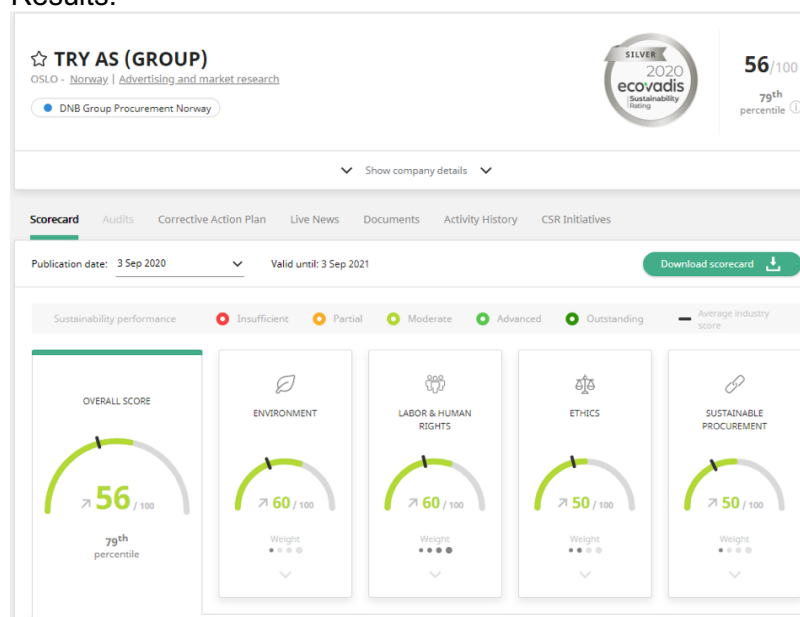 Results:
TRY AS (GROUP)
OSLO - Norway | Advertising and market research
DNB Group Procurement Norway
SILVER
2020
ecovadis
Sustainability
Rating
56/100
79th
percentile
Show company details
Scorecard Audits Corrective Action Plan Live News Documents Activity History CSR Initiatives
Publication date: 3 Sep 2020 Valid until: 3 Sep 2021
Download scorecard
Sustainability performance Insufficient Partial Moderate Advanced Outstanding Average industry
score
OVERALL SCORE
56 / 100
79th
percentile
ENVIRONMENT
60 / 100
Weight
LABOR & HUMAN
RIGHTS
60 / 100
Weight
ETHICS
50 / 100
Weight
SUSTAINABLE
PROCUREMENT
50 / 100
Weight